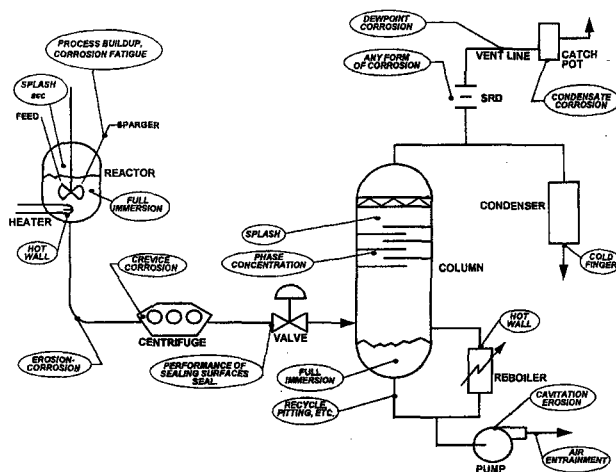 DEWPOINT
CORROSION
PROCESS BUILDUP,
CORROSION FATIGUE
ANY FORM
OF CORROSION
VENT LINE
CATCH
POT
SPLASH
FEED
SPARGER
SRD
CONDENSATE
CORROSION
REACTOR
FULL
IMMERSION
HEATER
HOT
WALL
SPLASH
PHASE
CONCENTRATION
COLUMN
CONDENSER
COLD
FINGER
CREVICE
CORROSION
CENTRIFUGE
VALVE
HOT
WALL
EROSION-
CORROSION
PERFORMANCE OF
SEALING SURFACES
SEAL
FULL
IMMERSION
REBOILER
RECYCLE,
PITTING, ETC.
CAVITATION
EROSION
PUMP
AIR
ENTRAINMENT